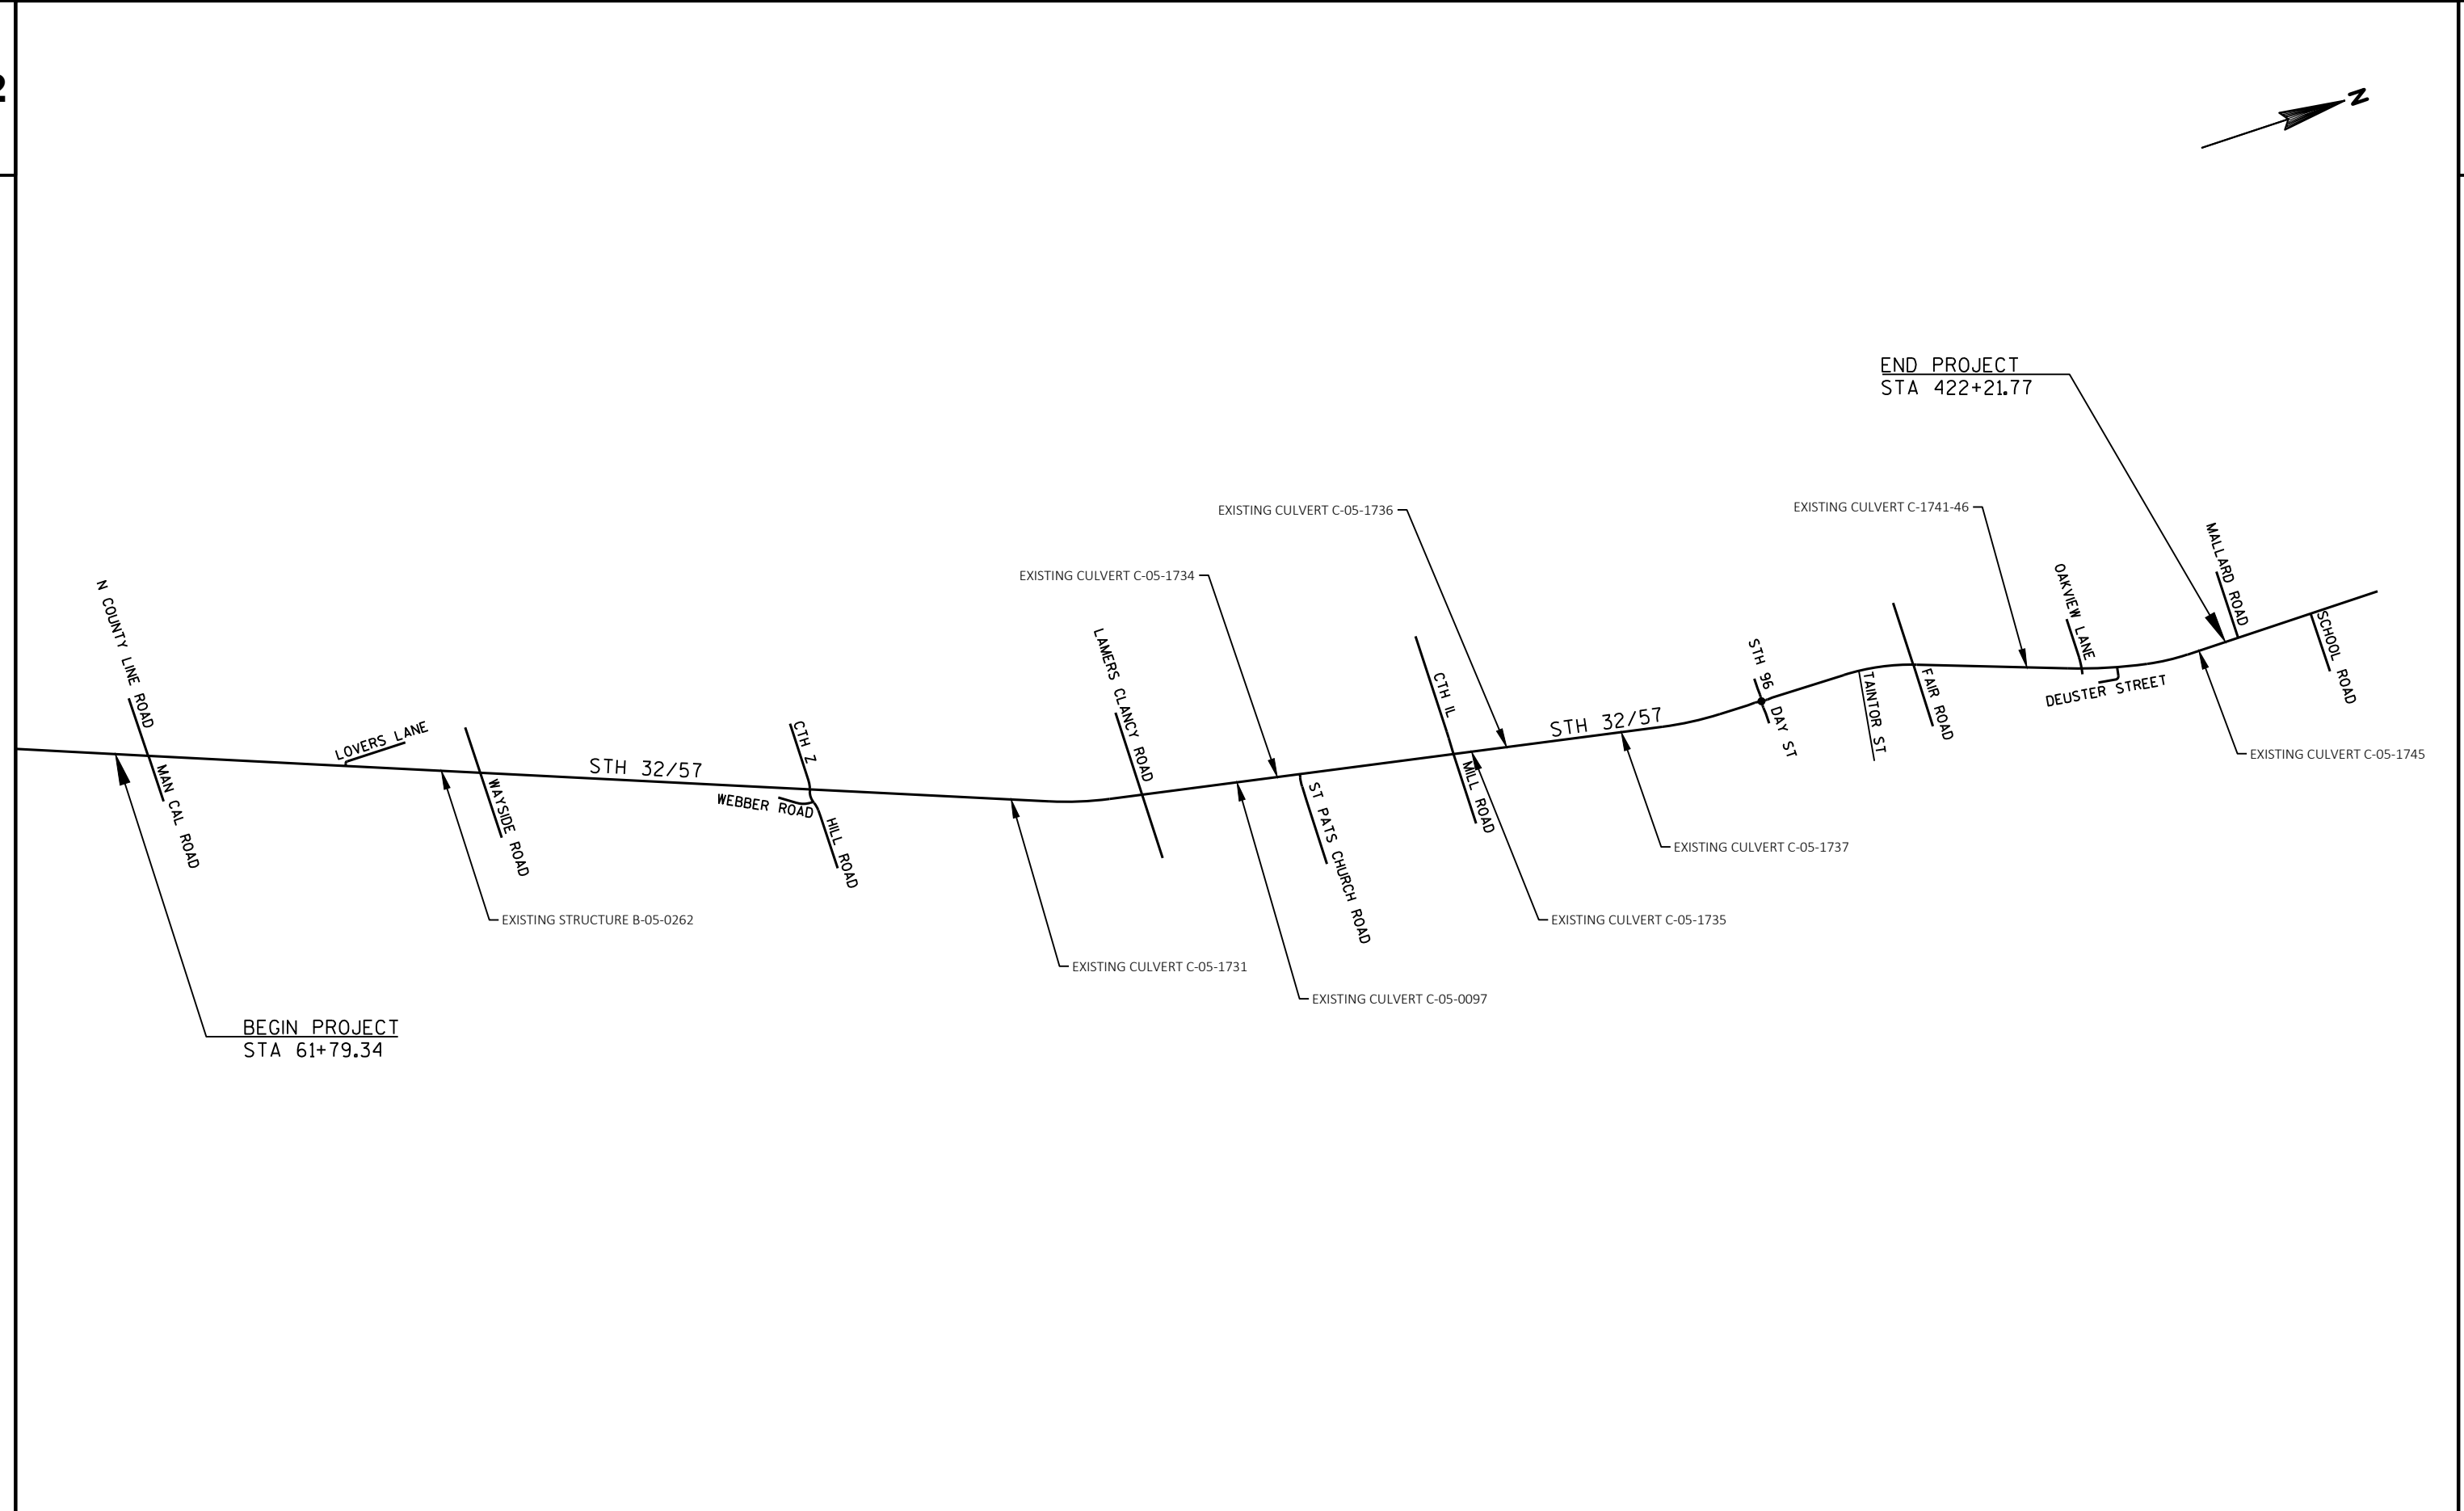 2
N
END PROJECT
STA 422+21.77
EXISTING CULVERT C-05-1736
EXISTING CULVERT C-1741-46
EXISTING CULVERT C-05-1734
N COUNTY LINE ROAD
MAN CAL ROAD
LOVERS LANE
WAYSIDE ROAD
STH 32/57
CTH Z
WEBBER ROAD
HILL ROAD
LAMERS CLANCY ROAD
ST PATS CHURCH ROAD
CTH IL
MILL ROAD
STH 32/57
STH 96
DAY ST
TAINTOR ST
FAIR ROAD
OAKVIEW LANE
DEUSTER STREET
MALLARD ROAD
SCHOOL ROAD
EXISTING CULVERT C-05-1745
EXISTING CULVERT C-05-1737
EXISTING STRUCTURE B-05-0262
EXISTING CULVERT C-05-1735
EXISTING CULVERT C-05-1731
EXISTING CULVERT C-05-0097
BEGIN PROJECT
STA 61+79.34